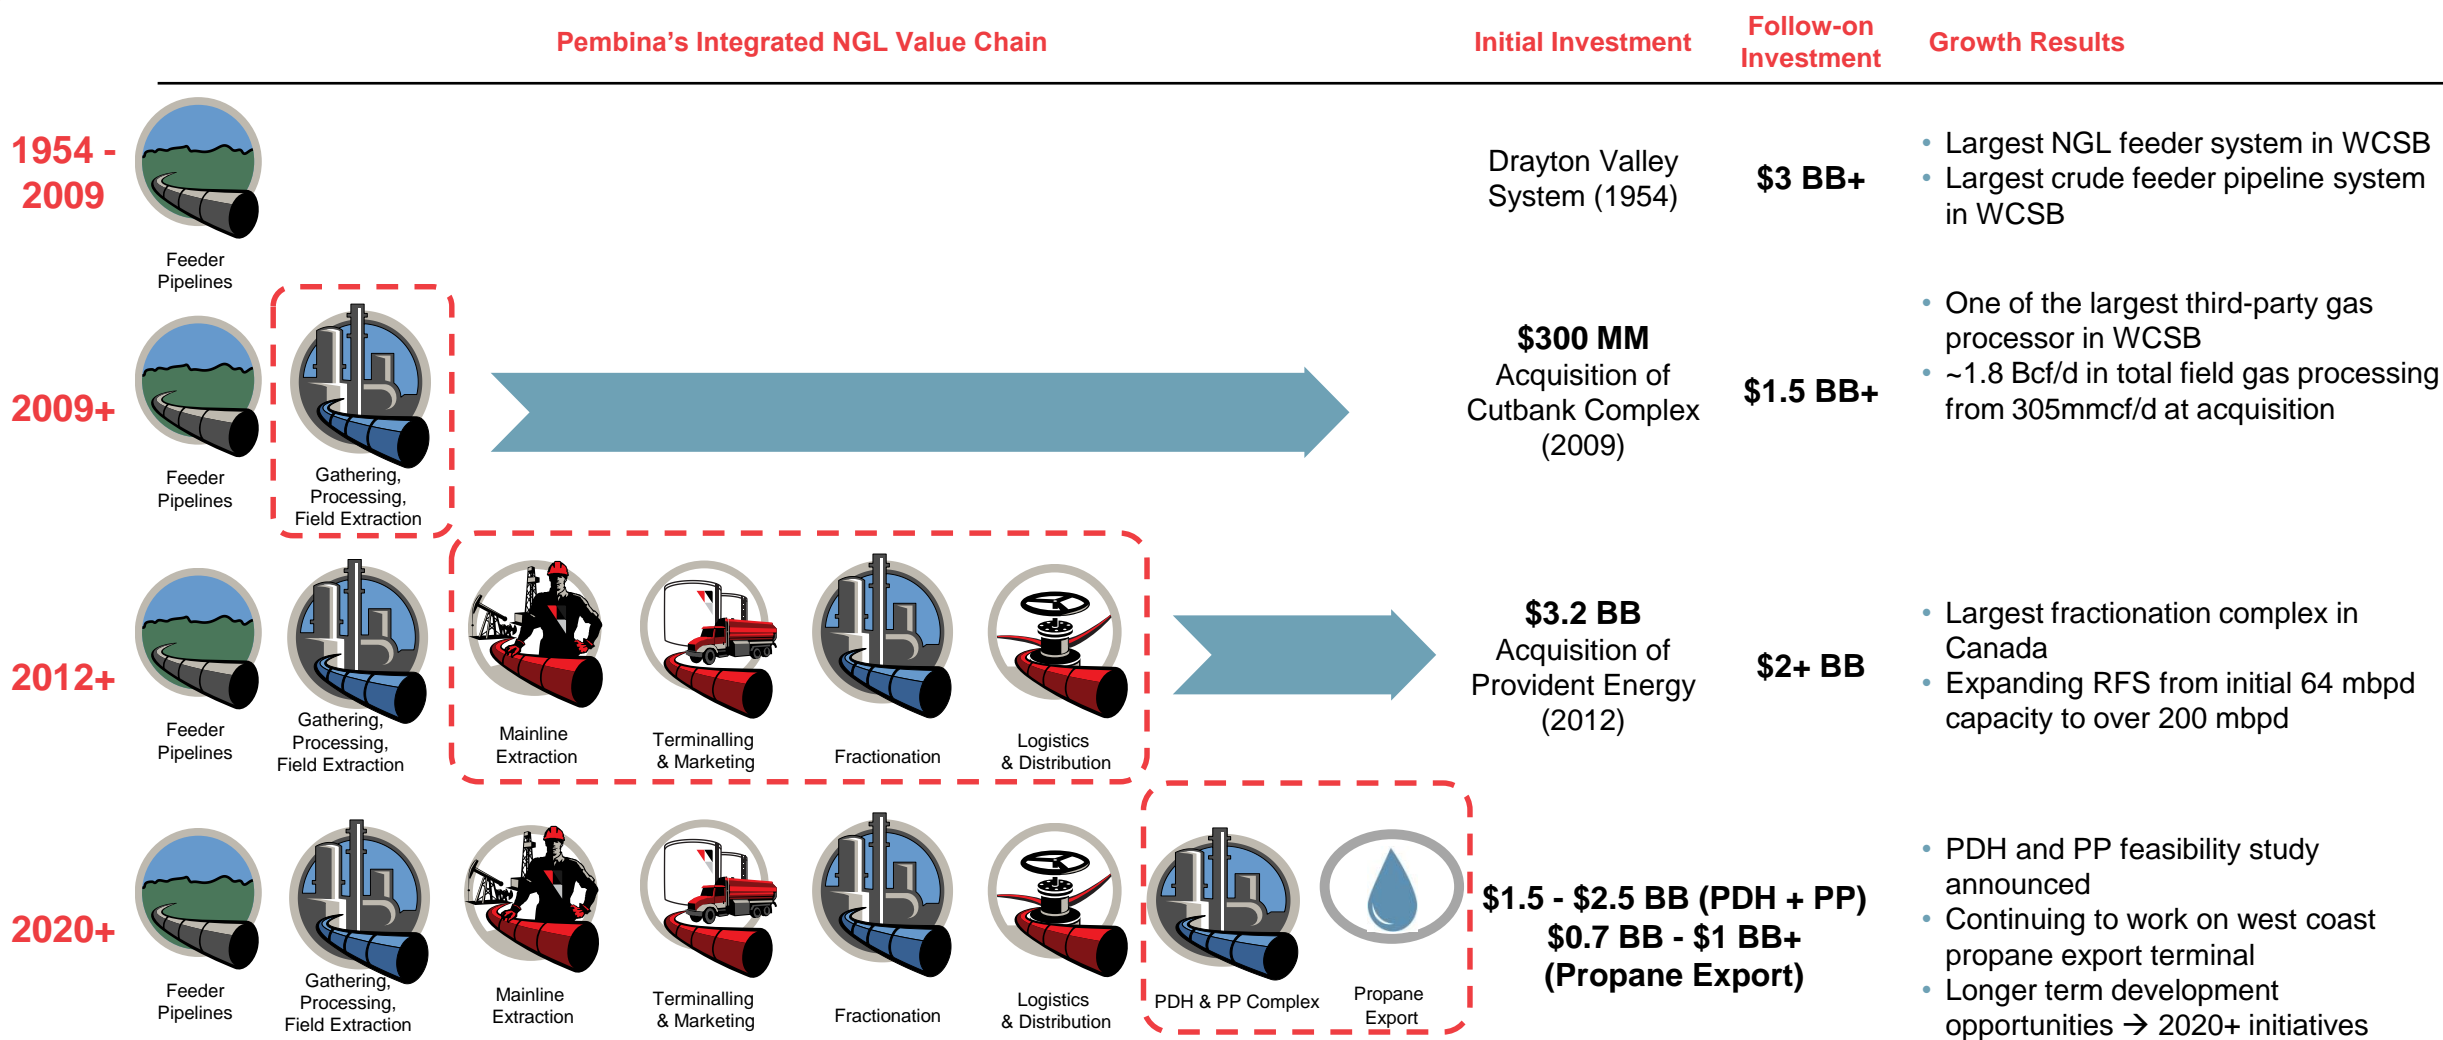 Pembina's Integrated NGL Value Chain
Initial Investment
Follow-on
Investment
Growth Results
1954 -
2009
Feeder
Pipelines
Drayton Valley
System (1954)
$3 BB+
• Largest NGL feeder system in WCSB
• Largest crude feeder pipeline system
in WCSB
2009+
Feeder
Pipelines
Gathering,
Processing,
Field Extraction
$300 MM
Acquisition of
Cutbank Complex
(2009)
$1.5 BB+
• One of the largest third-party gas
processor in WCSB
• ~1.8 Bcf/d in total field gas processing
from 305mmcf/d at acquisition
2012+
Feeder
Pipelines
Gathering,
Processing,
Field Extraction
Mainline
Extraction
Terminalling
& Marketing
Fractionation
Logistics
& Distribution
$3.2 BB
Acquisition of
Provident Energy
(2012)
$2+ BB
• Largest fractionation complex in
Canada
• Expanding RFS from initial 64 mbpd
capacity to over 200 mbpd
2020+
Feeder
Pipelines
Gathering,
Processing,
Field Extraction
Mainline
Extraction
Terminalling
& Marketing
Fractionation
Logistics
& Distribution
PDH & PP Complex
Propane
Export
$1.5 - $2.5 BB (PDH + PP)
$0.7 BB - $1 BB+
(Propane Export)
• PDH and PP feasibility study
announced
• Continuing to work on west coast
propane export terminal
• Longer term development
opportunities → 2020+ initiatives